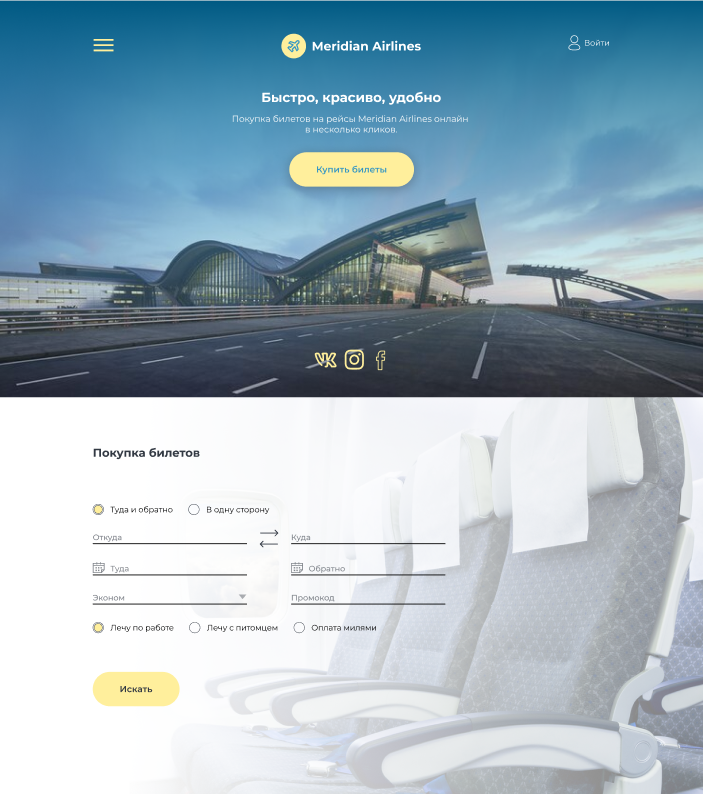 Meridian Airlines
Войти
Быстро, красиво, удобно
Покупка билетов на рейсы Meridian Airlines онлайн
в несколько кликов.
Купить билеты
Покупка билетов
Туда и обратно
В одну сторону
Откуда
Куда
Туда
Обратно
Эконом
Промокод
Лечу по работе
Лечу с питомцем
Оплата милями
Искать